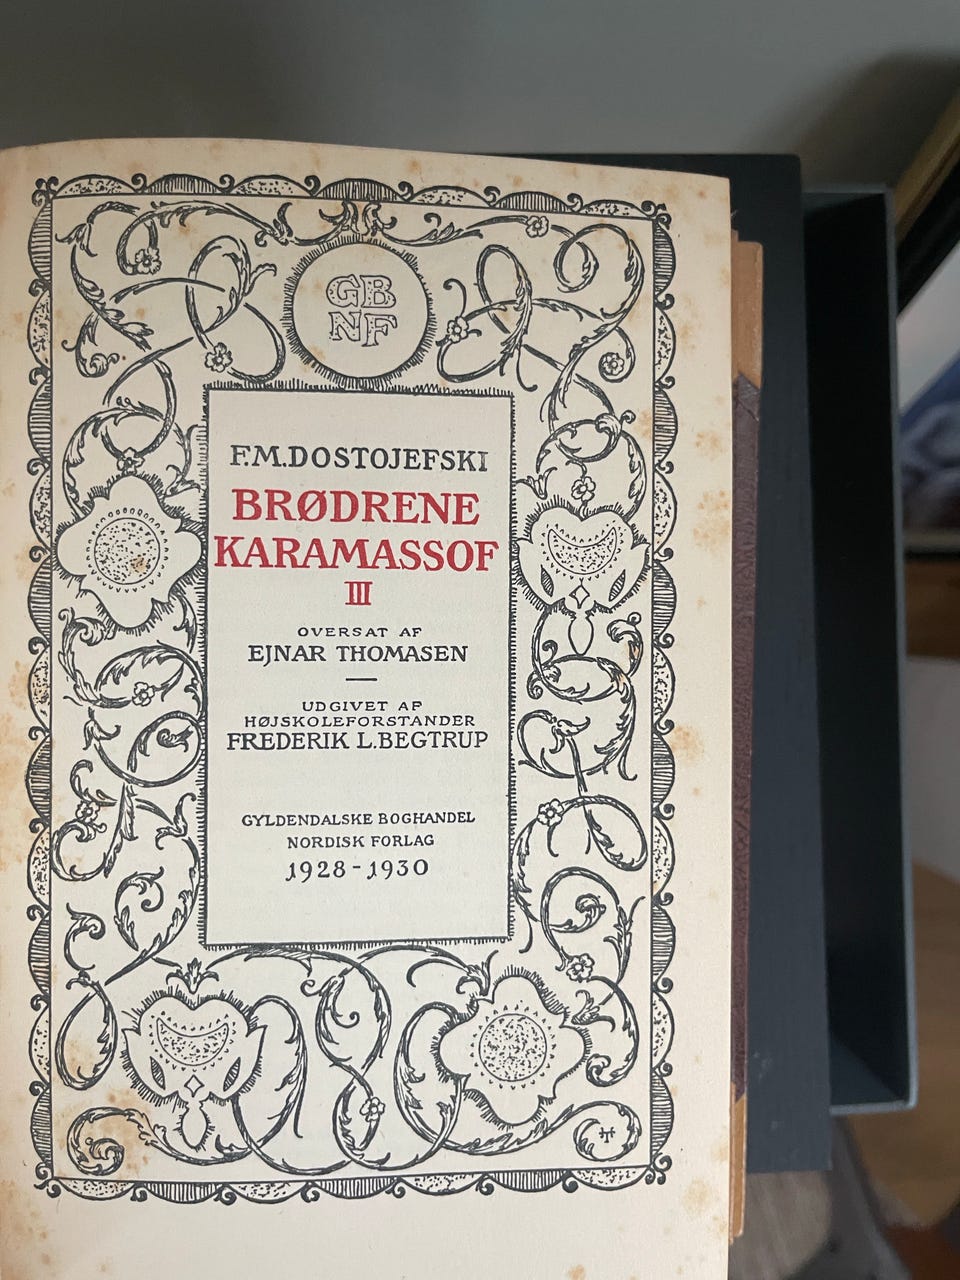 GB
NF
F.M.DOSTOJEFSKI
BRØDRENE
KARAMASSOF
III
OVERSAT AF
EJNAR THOMASEN
UDGIVET AF
HØJSKOLEFORSTANDER
FREDERIK L.BEGTRUP
GYLDENDALSKE BOGHANDEL
NORDISK FORLAG
1928-1930